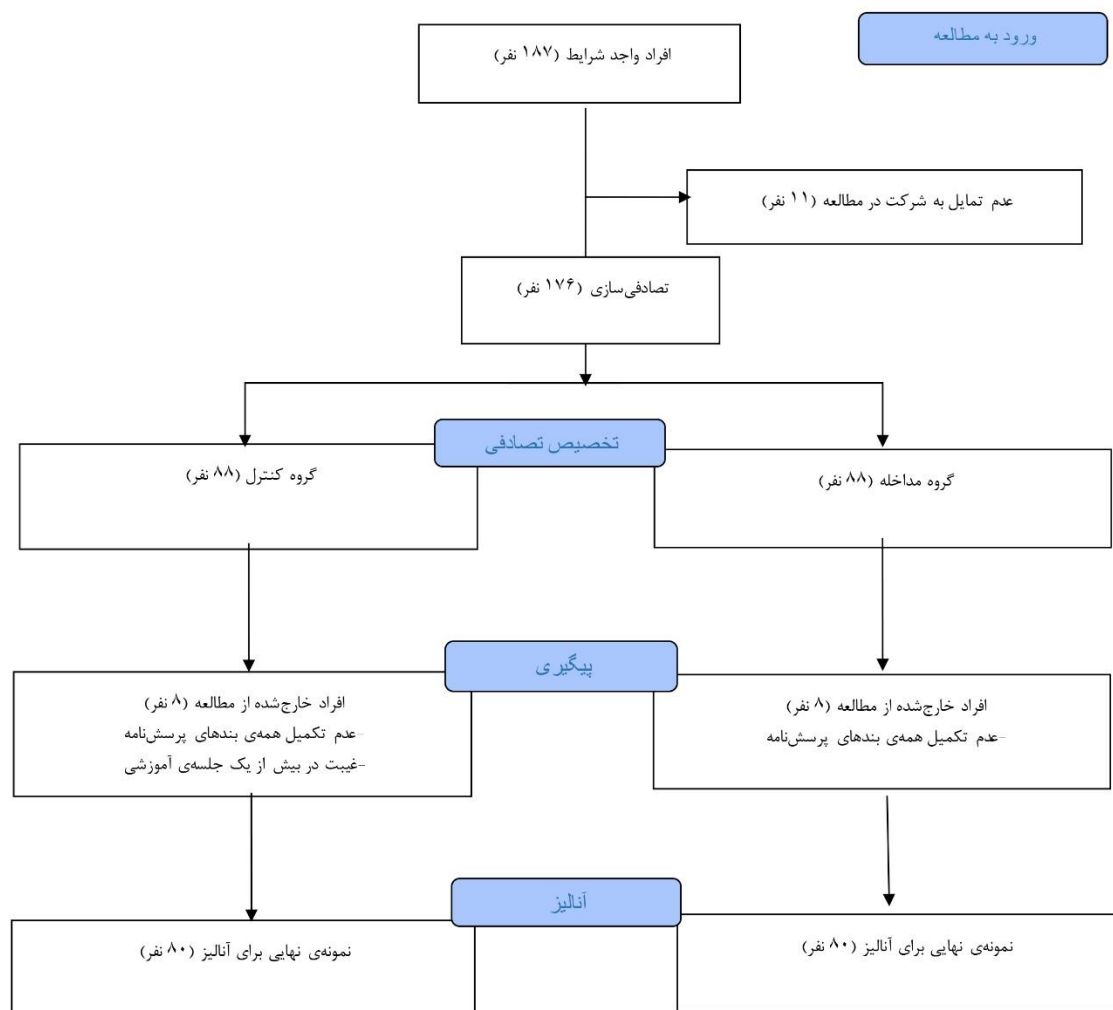 ورود به مطالعه
افراد واجد شرایط (۱۸۷ نفر)
عدم تمایل به شرکت در مطالعه (۱۱ نفر)
تصادفی‌سازی (۱۷۶ نفر)
تخصیص تصادفی
گروه مداخله (۸۸ نفر)
گروه کنترل (۸۸ نفر)
پیگیری
افراد خارج‌شده از مطالعه (۸ نفر)
-عدم تکمیل همه‌ی بندهای پرسش‌نامه
افراد خارج‌شده از مطالعه (۸ نفر)
-عدم تکمیل همه‌ی بندهای پرسش‌نامه
-غیبت در بیش از یک جلسه‌ی آموزشی
آنالیز
نمونه‌ی نهایی برای آنالیز (۸۰ نفر)
نمونه‌ی نهایی برای آنالیز (۸۰ نفر)